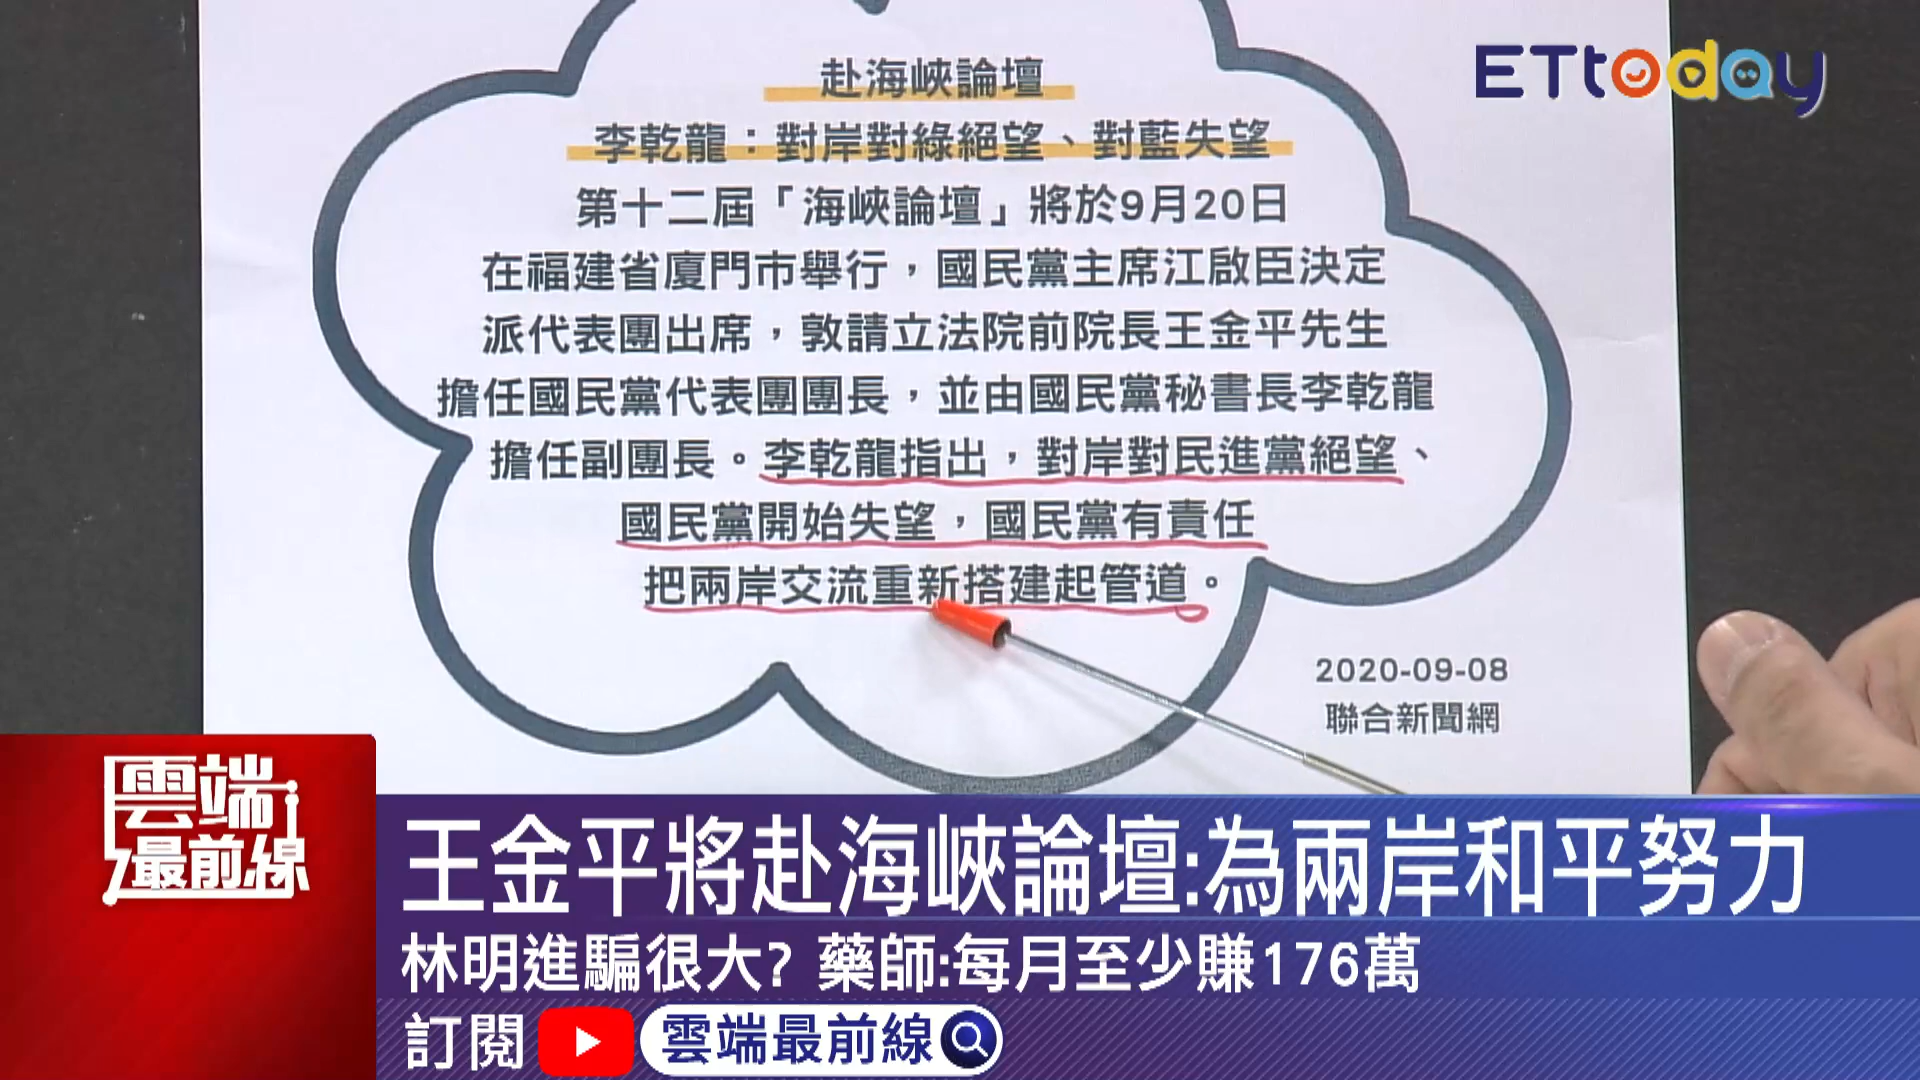 ETtoday
赴海峽論壇
李乾龍：對岸對綠絕望、對藍失望
第十二屆「海峽論壇」將於9月20日
在福建省廈門市舉行，國民黨主席江啟臣決定
派代表團出席，敦請立法院前院長王金平先生
擔任國民黨代表團團長，並由國民黨秘書長李乾龍
擔任副團長。李乾龍指出，對岸對民進黨絕望、
國民黨開始失望，國民黨有責任
把兩岸交流重新搭建起管道。
2020-09-08
聯合新聞網
雲端
最前線
王金平將赴海峽論壇:為兩岸和平努力
林明進騙很大? 藥師:每月至少賺176萬
訂閱 雲端最前線